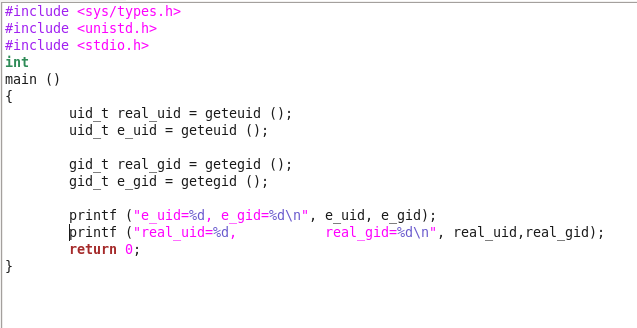 #include <sys/types.h>
#include <unistd.h>
#include <stdio.h>
int
main ()
{
        uid_t real_uid = geteuid ();
        uid_t e_uid = geteuid ();

        gid_t real_gid = getegid ();
        gid_t e_gid = getegid ();

        printf ("e_uid=%d, e_gid=%d\n", e_uid, e_gid);
        printf ("real_uid=%d,           real_gid=%d\n", real_uid,real_gid);
        return 0;
}